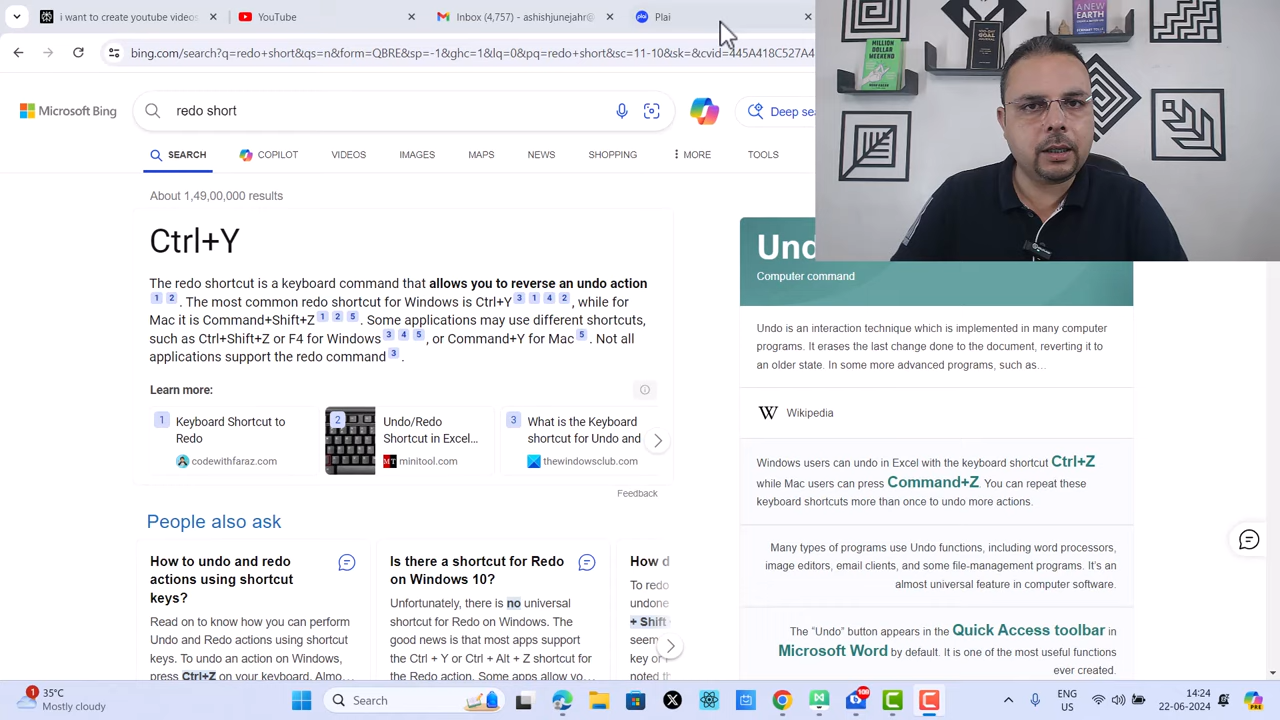 i want to create youtube videos
YouTube
Inbox (4,757) - ashishjunejahr@
Plai
bing.com/search?q=redo+short&qs=n&form=QBRE&sp=-1&ghc=1&lq=0&pq=redo+short&sc=11-10&sk=&cvid=445A418C527A4
Microsoft Bing
redo short
Deep sea
SEARCH
COPILOT
VIDEOS
IMAGES
MAPS
NEWS
SHOPPING
MORE
TOOLS
About 1,49,00,000 results
Ctrl+Y
The redo shortcut is a keyboard command that allows you to reverse an undo action
1 2 . The most common redo shortcut for Windows is Ctrl+Y 3 1 4 2 , while for
Mac it is Command+Shift+Z 1 2 5 . Some applications may use different shortcuts,
such as Ctrl+Shift+Z or F4 for Windows 3 4 5 , or Command+Y for Mac 5 . Not all
applications support the redo command 3 .
Learn more:
1 Keyboard Shortcut to
Redo
codewithfaraz.com
2 Undo/Redo
Shortcut in Excel...
minitool.com
3 What is the Keyboard
shortcut for Undo and
thewindowsclub.com
Feedback
People also ask
How to undo and redo
actions using shortcut
keys?
Read on to know how you can perform
Undo and Redo actions using shortcut
keys. To undo an action on Windows,
press Ctrl+Z on your keyboard. Almo
Is there a shortcut for Redo
on Windows 10?
Unfortunately, there is no universal
shortcut for Redo on Windows. The
good news is that most apps support
the Ctrl + Y or Ctrl + Alt + Z shortcut for
the Redo action. Some apps allow you
How d
To redo
undone
+ Shift
seem
key or
noted t
Und
Computer command
Undo is an interaction technique which is implemented in many computer
programs. It erases the last change done to the document, reverting it to
an older state. In some more advanced programs, such as...
Wikipedia
Windows users can undo in Excel with the keyboard shortcut Ctrl+Z
while Mac users can press Command+Z. You can repeat these
keyboard shortcuts more than once to undo more actions.
Many types of programs use Undo functions, including word processors,
image editors, email clients, and some file-management programs. It's an
almost universal feature in computer software.
The "Undo" button appears in the Quick Access toolbar in
Microsoft Word by default. It is one of the most useful functions
ever created.
MILLION
DOLLAR
WEEKEND
A NEW
EARTH
1
35°C
Mostly cloudy
Search
100
ENG
US
14:24
22-06-2024
PRE